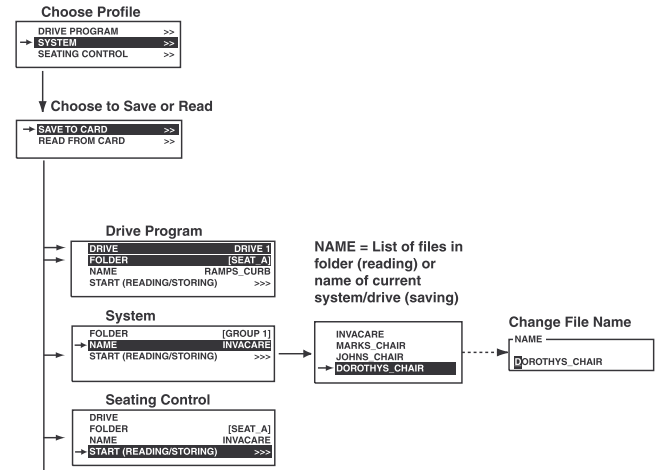 Choose Profile
DRIVE PROGRAM >>
SYSTEM >>
SEATING CONTROL >>
Choose to Save or Read
SAVE TO CARD >>
READ FROM CARD >>
Drive Program
DRIVE DRIVE 1
FOLDER [SEAT_A]
NAME RAMPS_CURB
START (READING/STORING) >>>
System
FOLDER [GROUP 1]
NAME INVACARE
START (READING/STORING) >>>
NAME = List of files in
folder (reading) or
name of current
system/drive (saving)
INVACARE
MARKS_CHAIR
JOHNS_CHAIR
DOROTHYS_CHAIR
Change File Name
NAME
DOROTHYS_CHAIR
Seating Control
DRIVE
FOLDER [SEAT_A]
NAME INVACARE
START (READING/STORING) >>>